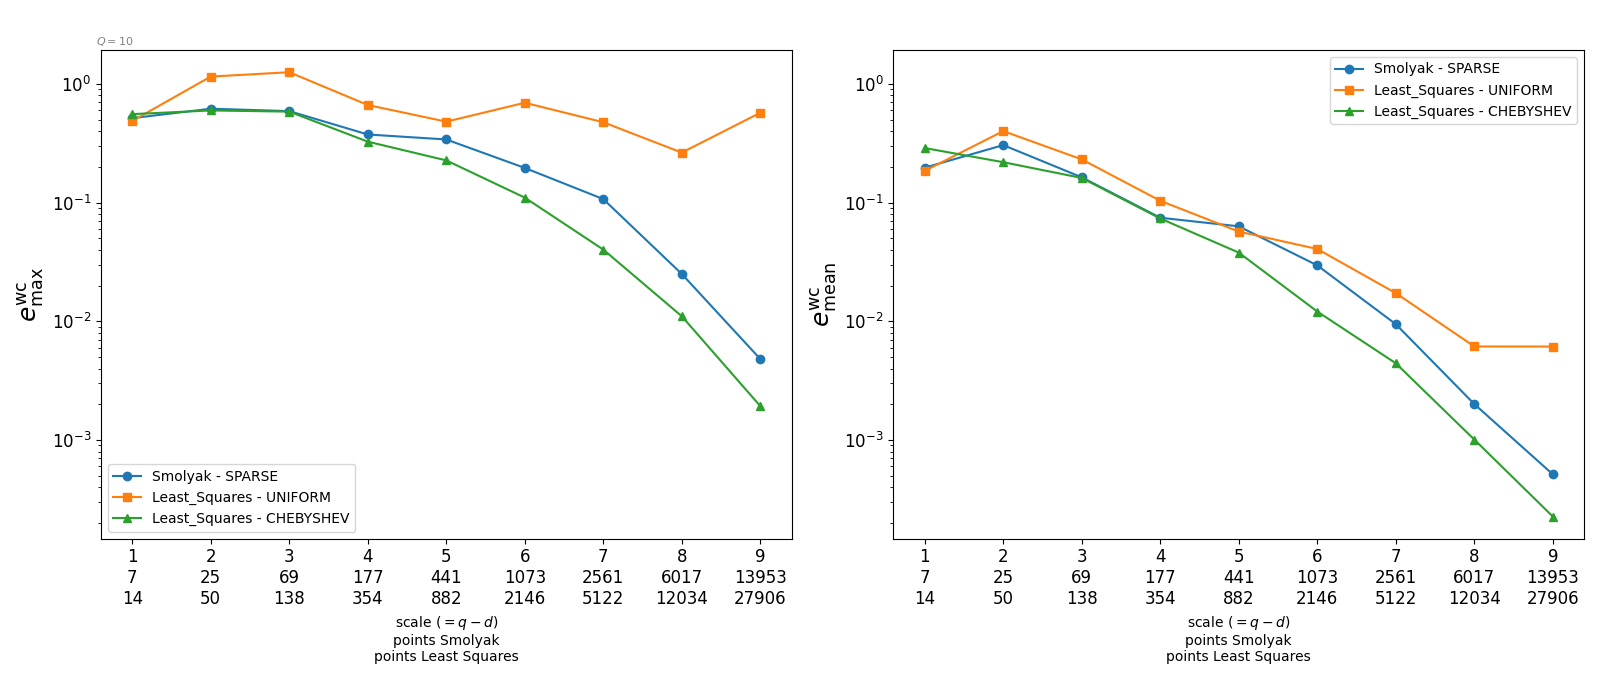 Q = 10
10⁰
10⁻¹
10⁻²
10⁻³
e^wc_max
Smolyak - SPARSE
Least_Squares - UNIFORM
Least_Squares - CHEBYSHEV
1 2 3 4 5 6 7 8 9
7 25 69 177 441 1073 2561 6017 13953
14 50 138 354 882 2146 5122 12034 27906
scale (= q − d)
points Smolyak
points Least Squares
10⁰
10⁻¹
10⁻²
10⁻³
e^wc_mean
Smolyak - SPARSE
Least_Squares - UNIFORM
Least_Squares - CHEBYSHEV
1 2 3 4 5 6 7 8 9
7 25 69 177 441 1073 2561 6017 13953
14 50 138 354 882 2146 5122 12034 27906
scale (= q − d)
points Smolyak
points Least Squares